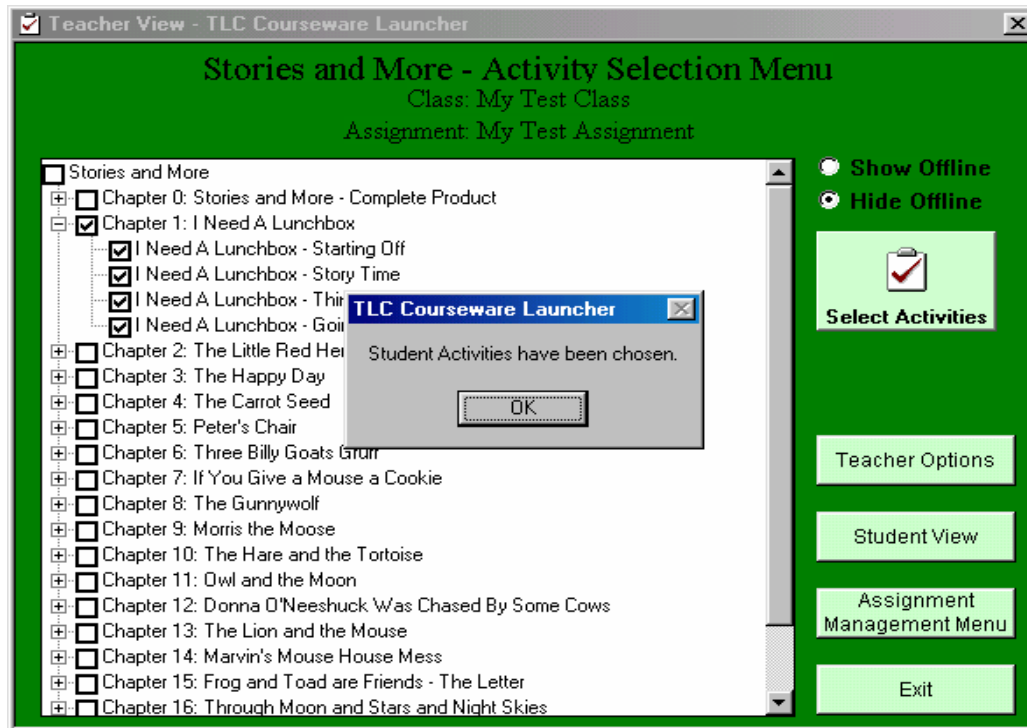 Teacher View - TLC Courseware Launcher
Stories and More - Activity Selection Menu
Class: My Test Class
Assignment: My Test Assignment
Stories and More
Chapter 0: Stories and More - Complete Product
Chapter 1: I Need A Lunchbox
I Need A Lunchbox - Starting Off
I Need A Lunchbox - Story Time
I Need A Lunchbox - Thi
I Need A Lunchbox - Goi
Chapter 2: The Little Red He
Chapter 3: The Happy Day
Chapter 4: The Carrot Seed
Chapter 5: Peter's Chair
Chapter 6: Three Billy Goats Gruff
Chapter 7: If You Give a Mouse a Cookie
Chapter 8: The Gunnywolf
Chapter 9: Morris the Moose
Chapter 10: The Hare and the Tortoise
Chapter 11: Owl and the Moon
Chapter 12: Donna O'Neeshuck Was Chased By Some Cows
Chapter 13: The Lion and the Mouse
Chapter 14: Marvin's Mouse House Mess
Chapter 15: Frog and Toad are Friends - The Letter
Chapter 16: Through Moon and Stars and Night Skies
TLC Courseware Launcher
Student Activities have been chosen.
OK
Show Offline
Hide Offline
Select Activities
Teacher Options
Student View
Assignment
Management Menu
Exit